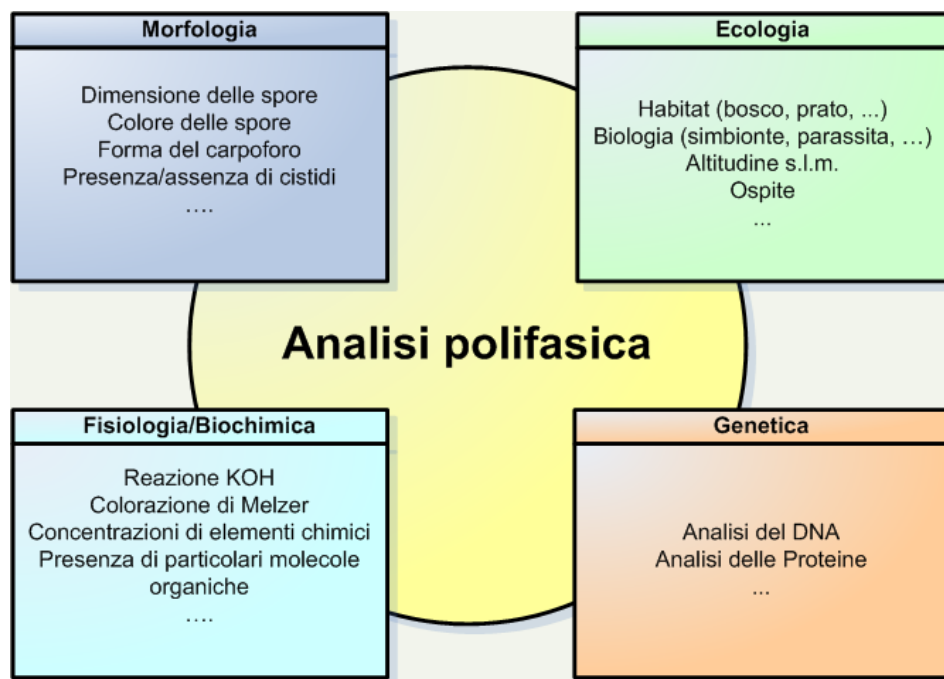 Morfologia
Dimensione delle spore
Colore delle spore
Forma del carpoforo
Presenza/assenza di cistidi
….
Ecologia
Habitat (bosco, prato, ...)
Biologia (simbionte, parassita, …)
Altitudine s.l.m.
Ospite
...
Analisi polifasica
Fisiologia/Biochimica
Reazione KOH
Colorazione di Melzer
Concentrazioni di elementi chimici
Presenza di particolari molecole
organiche
….
Genetica
Analisi del DNA
Analisi delle Proteine
...